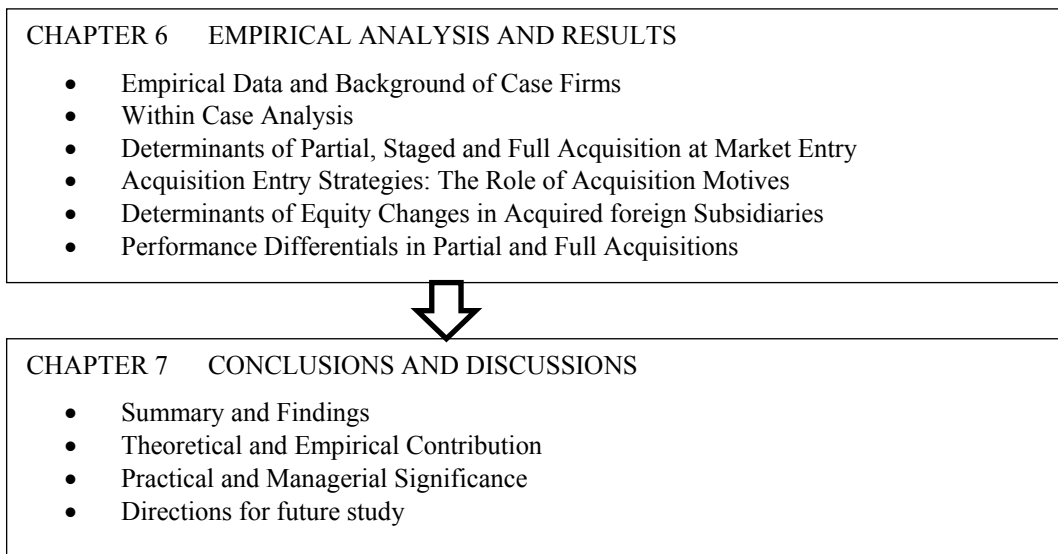 CHAPTER 6 EMPIRICAL ANALYSIS AND RESULTS
• Empirical Data and Background of Case Firms
• Within Case Analysis
• Determinants of Partial, Staged and Full Acquisition at Market Entry
• Acquisition Entry Strategies: The Role of Acquisition Motives
• Determinants of Equity Changes in Acquired foreign Subsidiaries
• Performance Differentials in Partial and Full Acquisitions
CHAPTER 7 CONCLUSIONS AND DISCUSSIONS
• Summary and Findings
• Theoretical and Empirical Contribution
• Practical and Managerial Significance
• Directions for future study